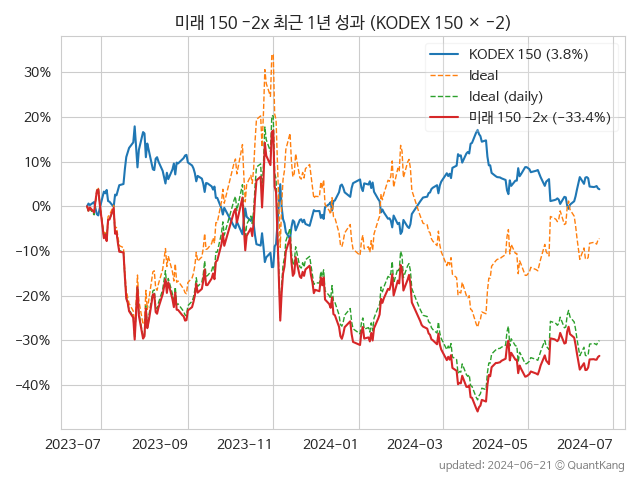 미래 150 −2x 최근 1년 성과 (KODEX 150 × −2)
KODEX 150 (3.8%)
Ideal
Ideal (daily)
미래 150 −2x (−33.4%)
30%
20%
10%
0%
−10%
−20%
−30%
−40%
2023-07
2023-09
2023-11
2024-01
2024-03
2024-05
2024-07
updated: 2024-06-21 © QuantKang